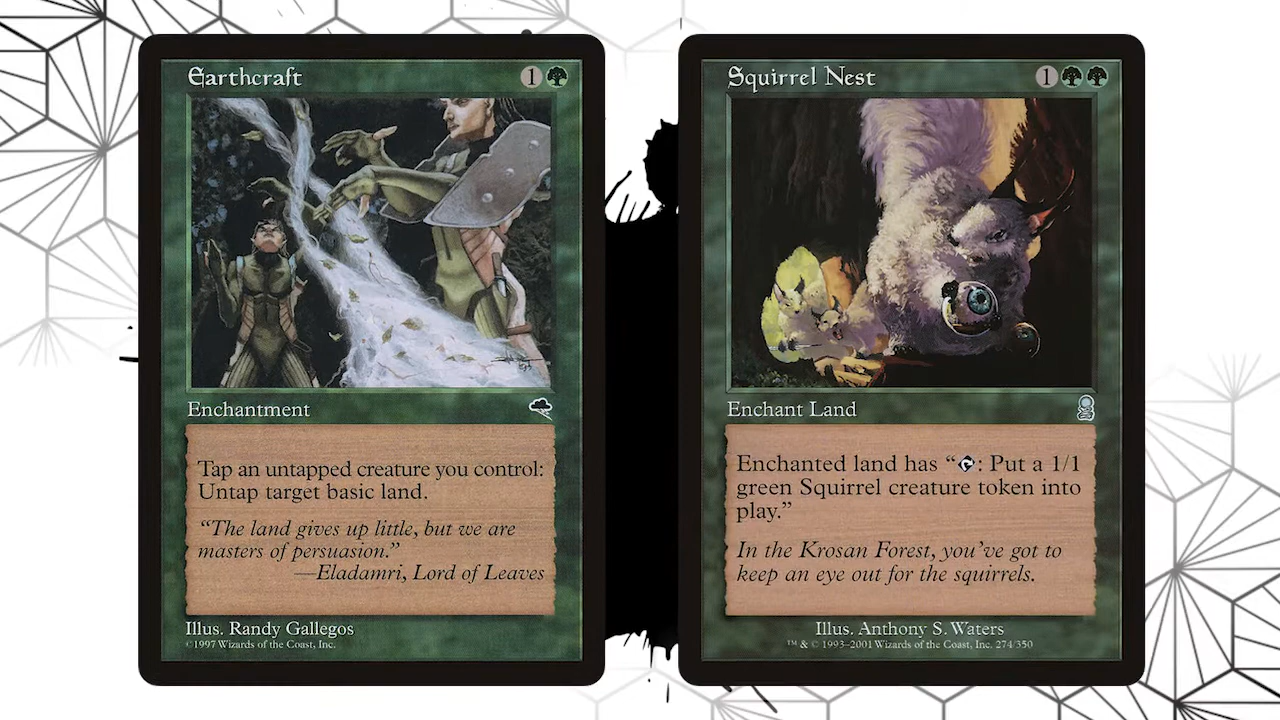 Earthcraft
1
Enchantment
Tap an untapped creature you control:
Untap target basic land.
“The land gives up little, but we are
masters of persuasion.”
—Eladamri, Lord of Leaves
Illus. Randy Gallegos
©1997 Wizards of the Coast, Inc.
Squirrel Nest
1
Enchant Land
Enchanted land has “: Put a 1/1
green Squirrel creature token into
play.”
In the Krosan Forest, you’ve got to
keep an eye out for the squirrels.
Illus. Anthony S. Waters
™ & © 1993–2001 Wizards of the Coast, Inc. 274/350